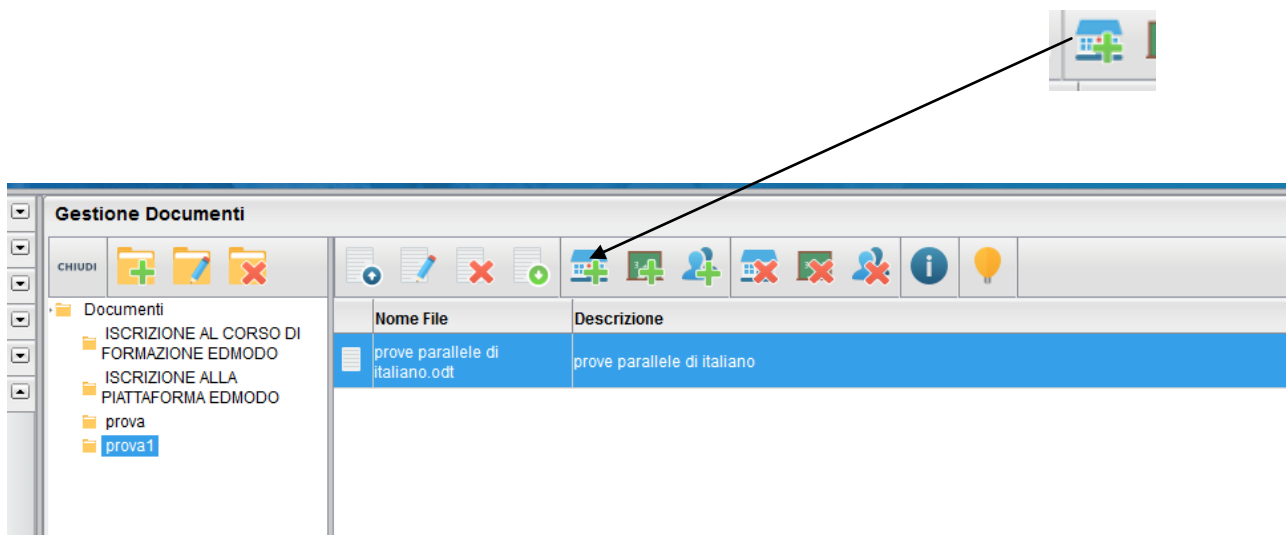 Gestione Documenti
CHIUDI
Documenti
ISCRIZIONE AL CORSO DI
FORMAZIONE EDMODO
ISCRIZIONE ALLA
PIATTAFORMA EDMODO
prova
prova1
Nome File
Descrizione
prove parallele di
italiano.odt
prove parallele di italiano